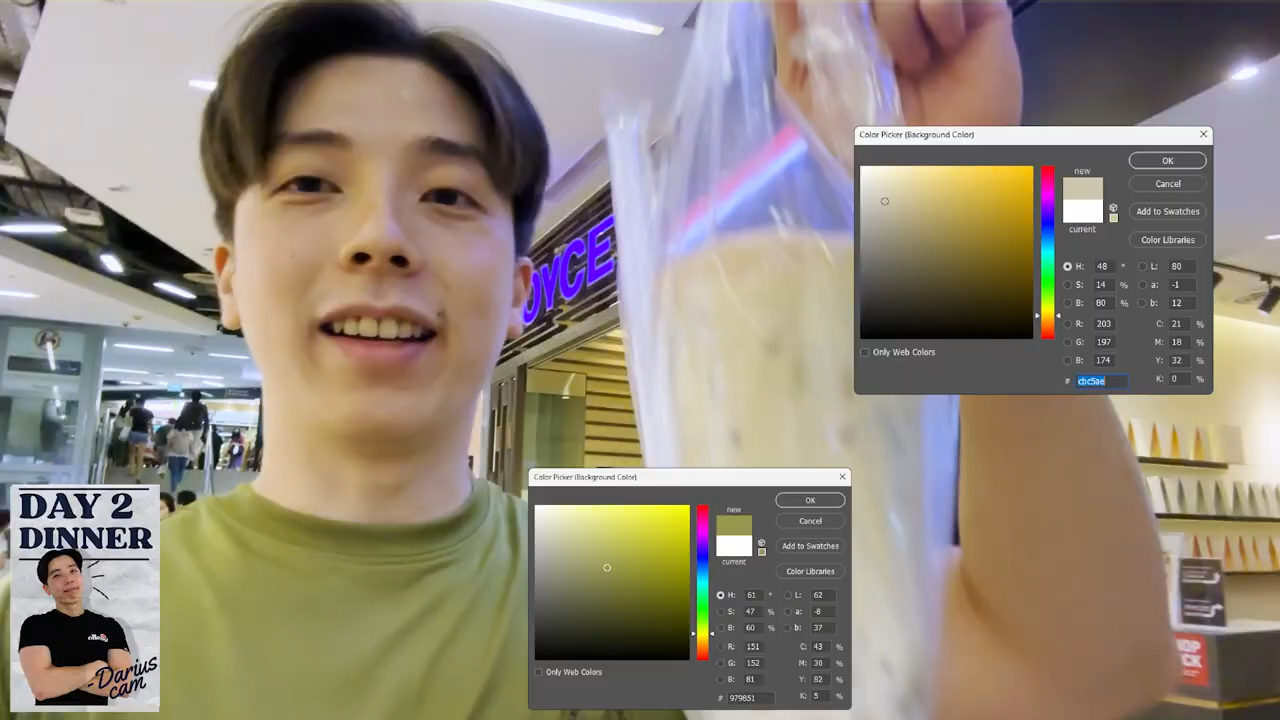 OYCE
Color Picker (Background Color)
new
current
OK
Cancel
Add to Swatches
Color Libraries
H: 48 °
S: 14 %
B: 80 %
R: 203
G: 197
B: 174
# cbc5ae
L: 80
a: -1
b: 12
C: 21 %
M: 18 %
Y: 32 %
K: 0 %
Only Web Colors
Color Picker (Background Color)
new
current
OK
Cancel
Add to Swatches
Color Libraries
H: 61 °
S: 47 %
B: 60 %
R: 151
G: 152
B: 81
# 979851
L: 62
a: -8
b: 37
C: 43 %
M: 30 %
Y: 82 %
K: 5 %
Only Web Colors
DAY 2
DINNER
-Darius
cam